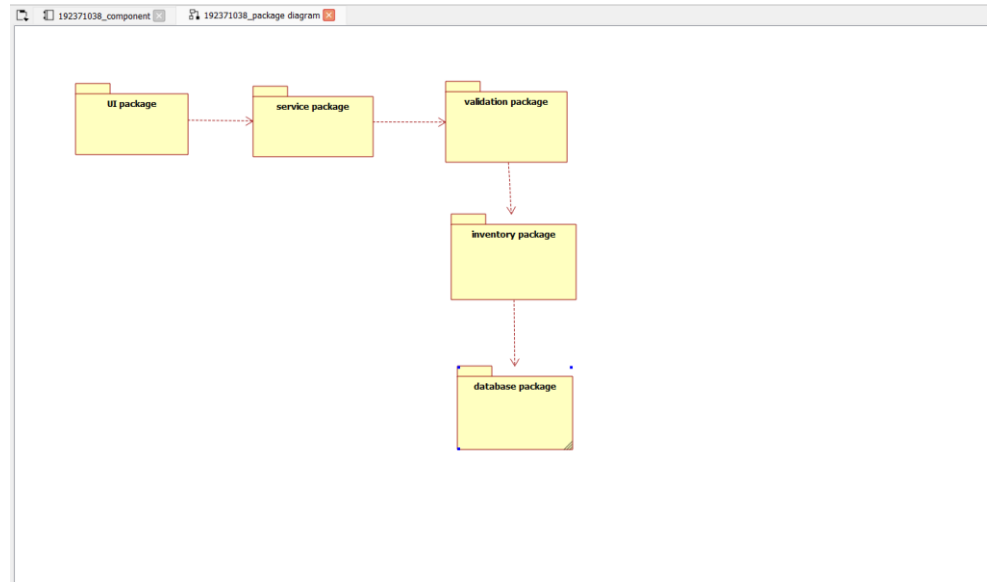 192371038_component
192371038_package diagram
UI package
service package
validation package
inventory package
database package